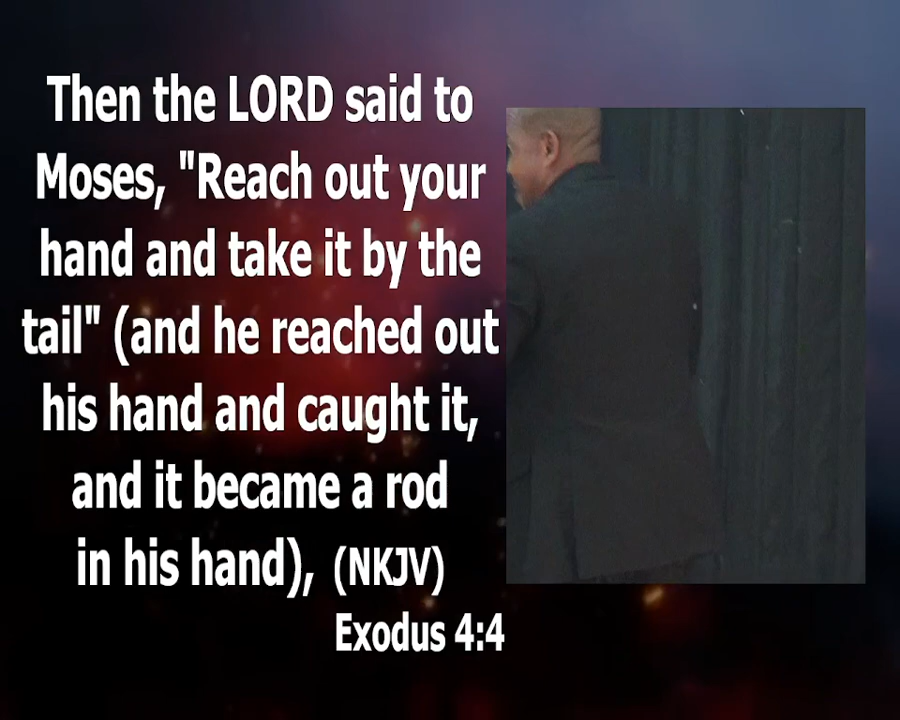 Then the LORD said to
Moses, "Reach out your
hand and take it by the
tail" (and he reached out
his hand and caught it,
and it became a rod
in his hand), (NKJV)
Exodus 4:4